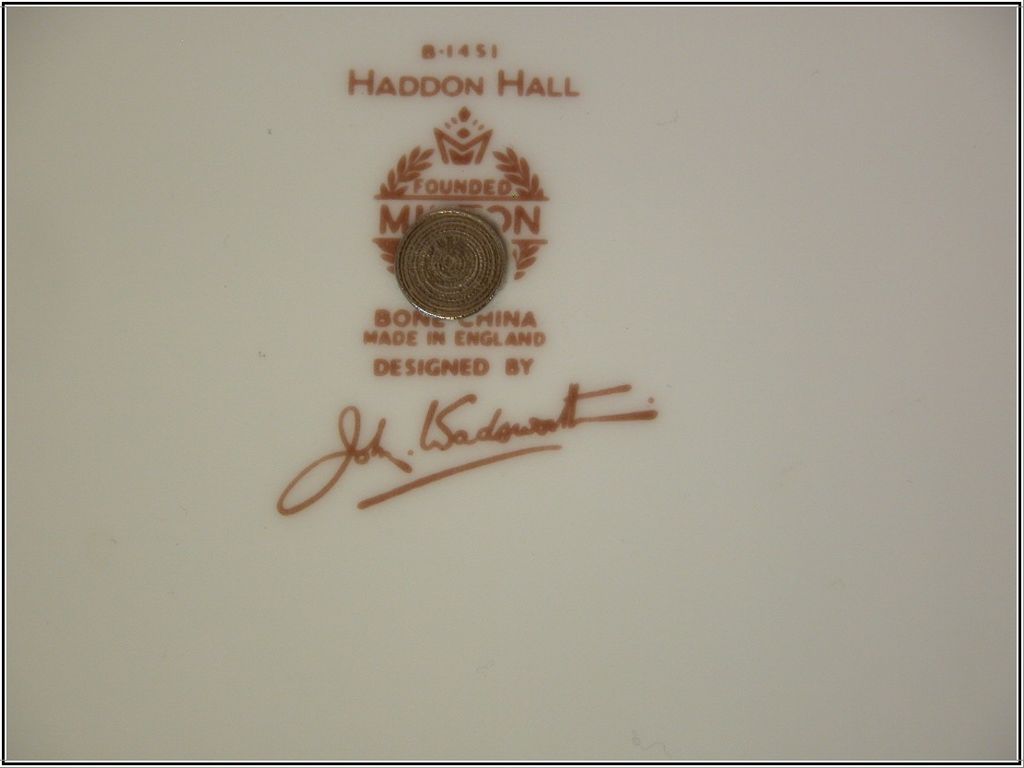 B-1451
HADDON HALL
FOUNDED
BONE CHINA
MADE IN ENGLAND
DESIGNED BY
John. Wadsworth.